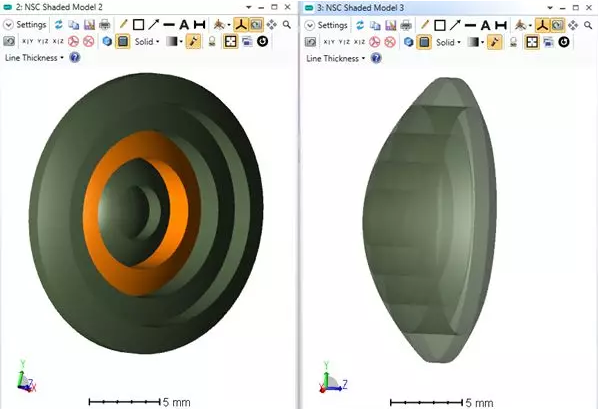 2: NSC Shaded Model 2
Settings
X|Y Y|Z X|Z
Solid
Line Thickness
Y
Z
X
5 mm
3: NSC Shaded Model 3
Settings
X|Y Y|Z X|Z
Solid
Line Thickness
Y
X
Z
5 mm